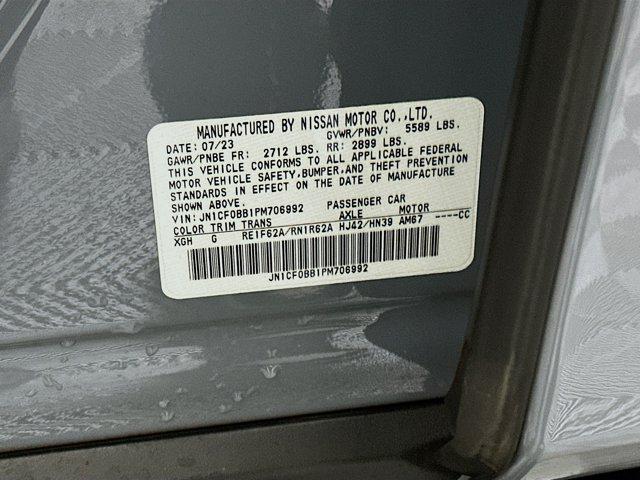 MANUFACTURED BY NISSAN MOTOR CO.,LTD.
DATE: 07/23 GVWR/PNBV: 5589 LBS.
GAWR/PNBE FR: 2712 LBS. RR: 2899 LBS.
THIS VEHICLE CONFORMS TO ALL APPLICABLE FEDERAL
MOTOR VEHICLE SAFETY,BUMPER,AND THEFT PREVENTION
STANDARDS IN EFFECT ON THE DATE OF MANUFACTURE
SHOWN ABOVE.
VIN: JN1CF0BB1PM706992 PASSENGER CAR
COLOR TRIM TRANS AXLE MOTOR
XGH G RE1F62A/RN1R62A HJ42/HN39 AM67 ----CC
JN1CF0BB1PM706992